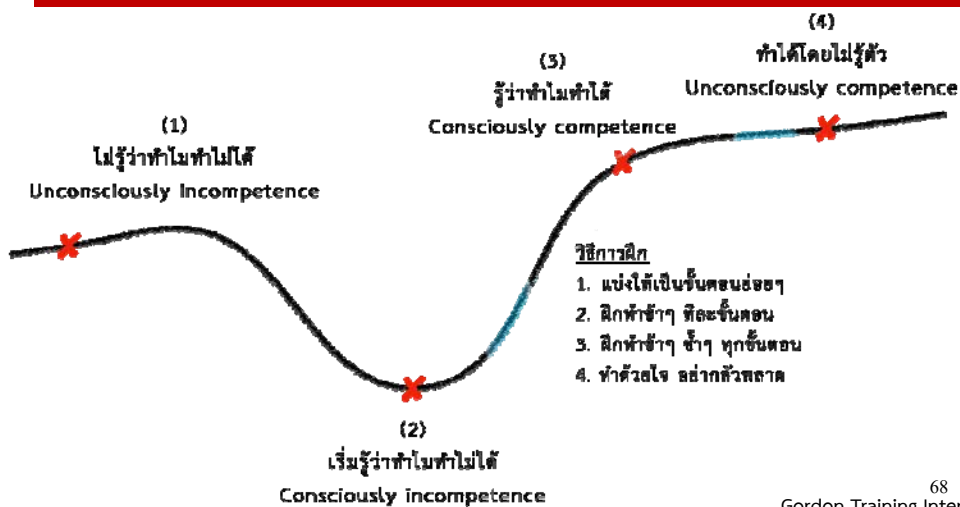 (1)
ไม่รู้ว่าทำไมทำไม่ได้
Unconsciously incompetence
(2)
เริ่มรู้ว่าทำไมทำไม่ได้
Consciously incompetence
(3)
รู้ว่าทำไมทำได้
Consciously competence
(4)
ทำได้โดยไม่รู้ตัว
Unconsciously competence
วิธีการฝึก
1. แบ่งให้เป็นขั้นตอนย่อยๆ
2. ฝึกทำช้าๆ ทีละขั้นตอน
3. ฝึกทำช้าๆ ซ้ำๆ ทุกขั้นตอน
4. ทำด้วยใจ อย่ากลัวพลาด
68
Gordon Training Inter